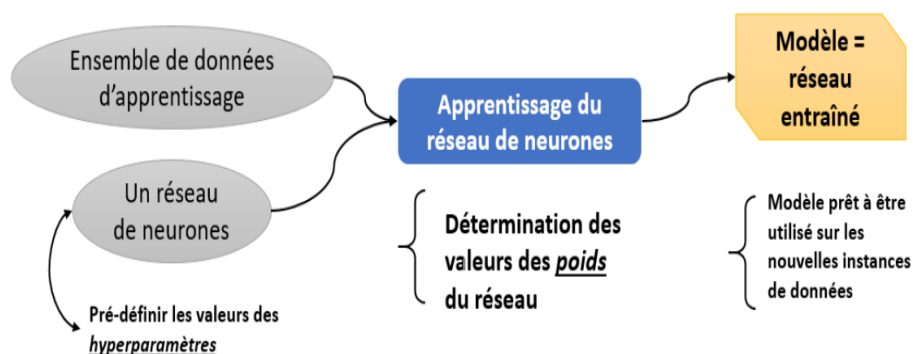 Ensemble de données
d'apprentissage
Un réseau
de neurones
Pré-définir les valeurs des
hyperparamètres
Apprentissage du
réseau de neurones
Détermination des
valeurs des poids
du réseau
Modèle =
réseau
entraîné
Modèle prêt à être
utilisé sur les
nouvelles instances
de données